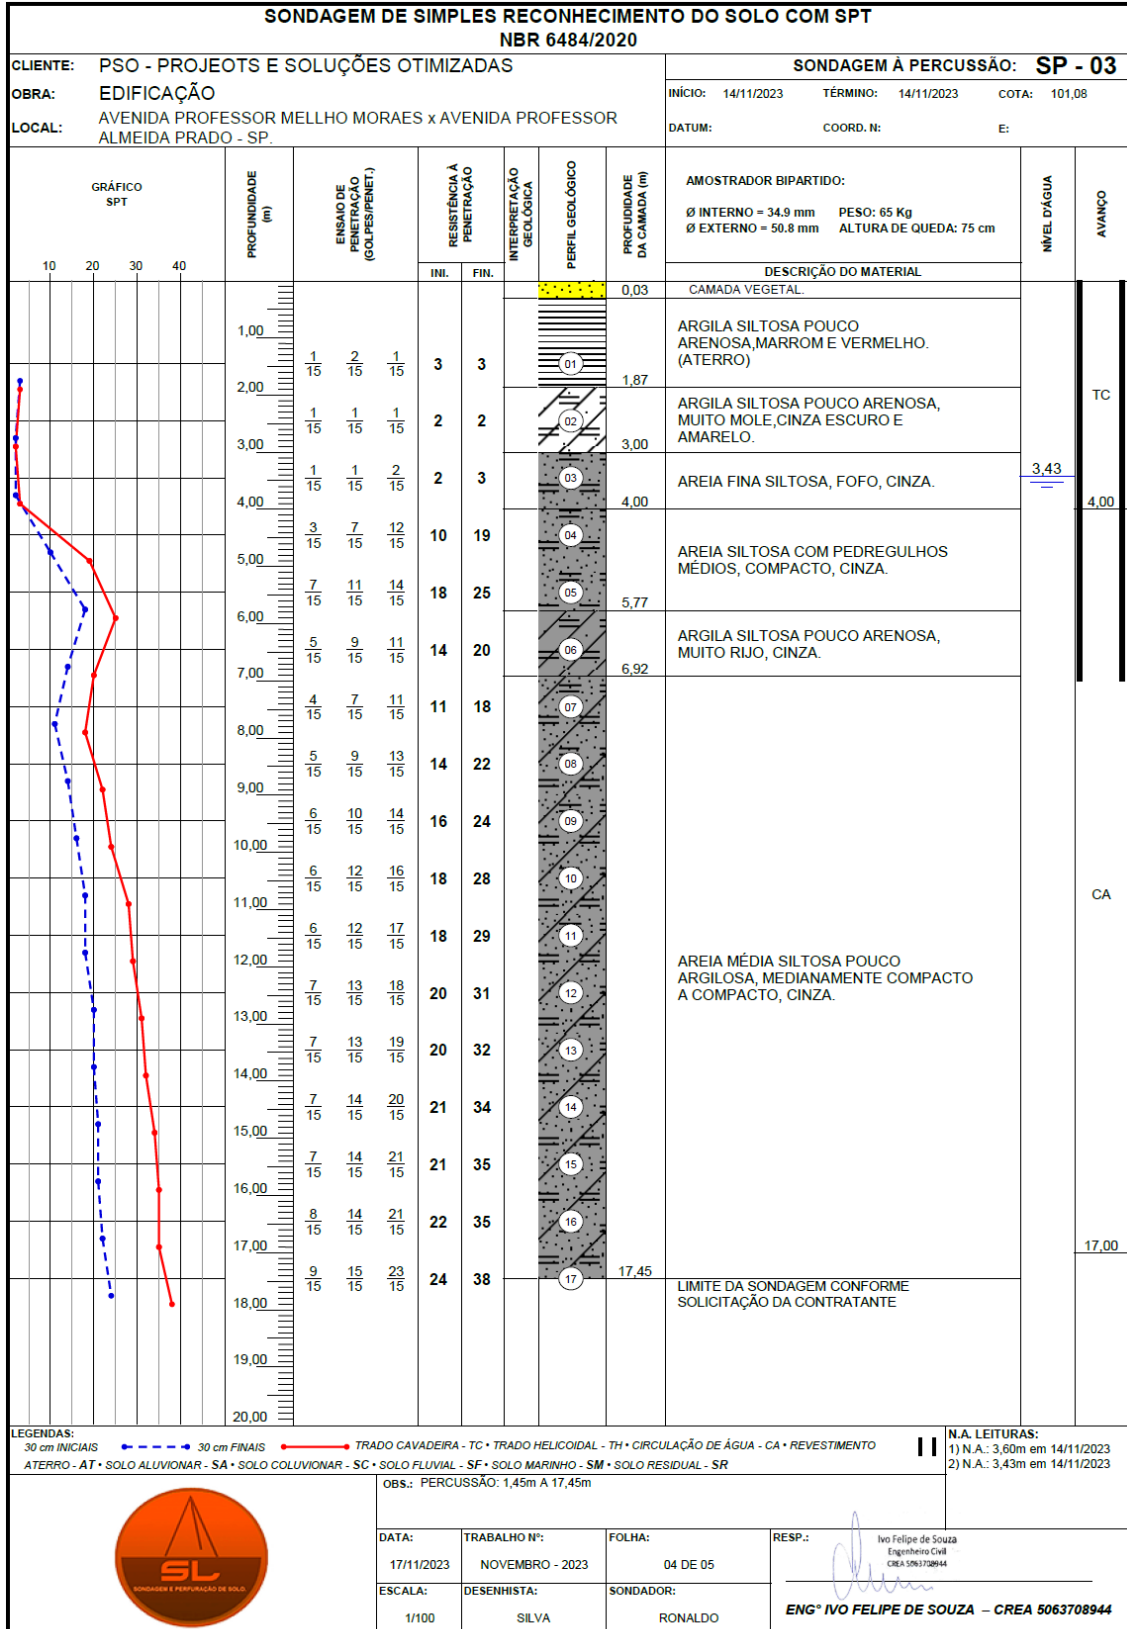 SONDAGEM DE SIMPLES RECONHECIMENTO DO SOLO COM SPT
NBR 6484/2020
CLIENTE: PSO - PROJEOTS E SOLUÇÕES OTIMIZADAS
OBRA: EDIFICAÇÃO
LOCAL: AVENIDA PROFESSOR MELLHO MORAES x AVENIDA PROFESSOR
ALMEIDA PRADO - SP.
SONDAGEM À PERCUSSÃO: SP - 03
INÍCIO: 14/11/2023 TÉRMINO: 14/11/2023 COTA: 101,08
DATUM: COORD. N: E:
GRÁFICO
SPT
10 20 30 40
PROFUNDIDADE
(m)
ENSAIO DE
PENETRAÇÃO
(GOLPES/PENET.)
RESISTÊNCIA À
PENETRAÇÃO
INI. FIN.
INTERPRETAÇÃO
GEOLÓGICA
PERFIL GEOLÓGICO
PROFUDIDADE
DA CAMADA (m)
AMOSTRADOR BIPARTIDO:
Ø INTERNO = 34.9 mm PESO: 65 Kg
Ø EXTERNO = 50.8 mm ALTURA DE QUEDA: 75 cm
DESCRIÇÃO DO MATERIAL
NÍVEL D'ÁGUA
AVANÇO
0,03 CAMADA VEGETAL.
1,00
ARGILA SILTOSA POUCO
ARENOSA,MARROM E VERMELHO.
(ATERRO)
1/15 2/15 1/15 3 3 01
1,87
2,00
TC
ARGILA SILTOSA POUCO ARENOSA,
MUITO MOLE,CINZA ESCURO E
AMARELO.
1/15 1/15 1/15 2 2 02
3,00 3,00
1/15 1/15 2/15 2 3 03
AREIA FINA SILTOSA, FOFO, CINZA.
3,43
4,00 4,00 4,00
3/15 7/15 12/15 10 19 04
AREIA SILTOSA COM PEDREGULHOS
MÉDIOS, COMPACTO, CINZA.
5,00
7/15 11/15 14/15 18 25 05
5,77
6,00
5/15 9/15 11/15 14 20 06
ARGILA SILTOSA POUCO ARENOSA,
MUITO RIJO, CINZA.
6,92
7,00
4/15 7/15 11/15 11 18 07
8,00
5/15 9/15 13/15 14 22 08
9,00
6/15 10/15 14/15 16 24 09
10,00
6/15 12/15 16/15 18 28 10
CA
11,00
6/15 12/15 17/15 18 29 11
12,00
AREIA MÉDIA SILTOSA POUCO
ARGILOSA, MEDIANAMENTE COMPACTO
A COMPACTO, CINZA.
7/15 13/15 18/15 20 31 12
13,00
7/15 13/15 19/15 20 32 13
14,00
7/15 14/15 20/15 21 34 14
15,00
7/15 14/15 21/15 21 35 15
16,00
8/15 14/15 21/15 22 35 16
17,00 17,00
9/15 15/15 23/15 24 38 17 17,45
LIMITE DA SONDAGEM CONFORME
SOLICITAÇÃO DA CONTRATANTE
18,00
19,00
20,00
LEGENDAS:
30 cm INICIAIS 30 cm FINAIS TRADO CAVADEIRA - TC • TRADO HELICOIDAL - TH • CIRCULAÇÃO DE ÁGUA - CA • REVESTIMENTO
ATERRO - AT • SOLO ALUVIONAR - SA • SOLO COLUVIONAR - SC • SOLO FLUVIAL - SF • SOLO MARINHO - SM • SOLO RESIDUAL - SR
N.A. LEITURAS:
1) N.A.: 3,60m em 14/11/2023
2) N.A.: 3,43m em 14/11/2023
SL
SONDAGEM E PERFURAÇÃO DE SOLO.
OBS.: PERCUSSÃO: 1,45m A 17,45m
DATA: TRABALHO Nº: FOLHA: RESP.:
17/11/2023 NOVEMBRO - 2023 04 DE 05
ESCALA: DESENHISTA: SONDADOR:
1/100 SILVA RONALDO
Ivo Felipe de Souza
Engenheiro Civil
CREA 5063708944
ENG° IVO FELIPE DE SOUZA – CREA 5063708944